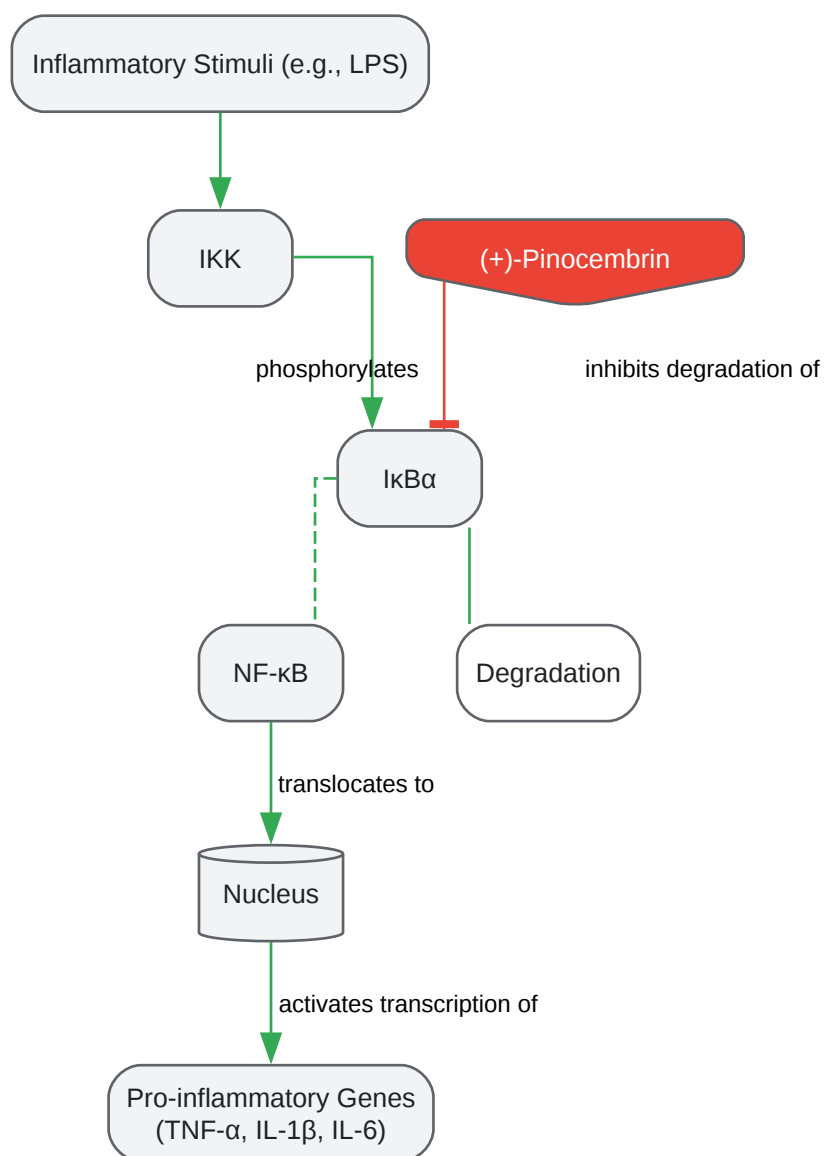 Inflammatory Stimuli (e.g., LPS)
IKK
(+)-Pinocembrin
phosphorylates
inhibits degradation of
IκBα
NF-κB
Degradation
translocates to
Nucleus
activates transcription of
Pro-inflammatory Genes
(TNF-α, IL-1β, IL-6)